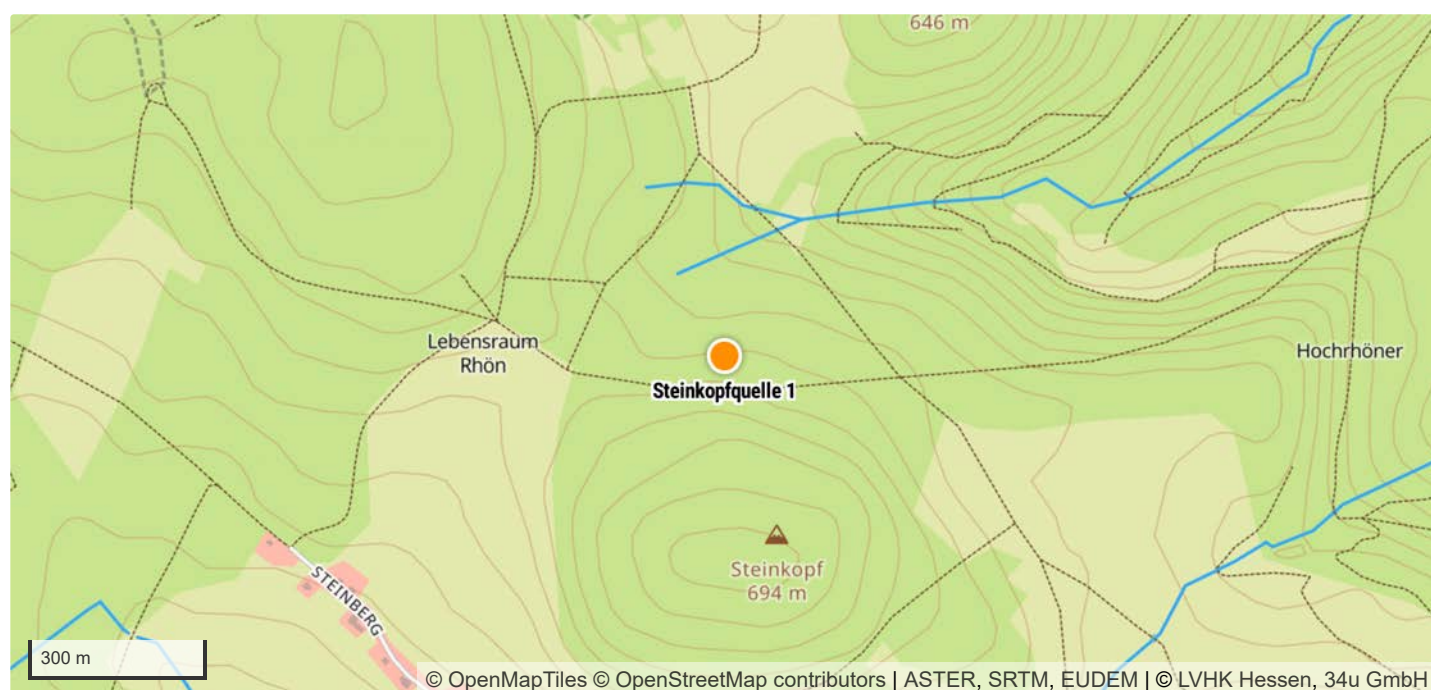 646 m
Lebensraum
Rhön
Hochrhöner
Steinkopfquelle 1
Steinkopf
694 m
STEINBERG
300 m
© OpenMapTiles © OpenStreetMap contributors | ASTER, SRTM, EUDEM | © LVHK Hessen, 34u GmbH